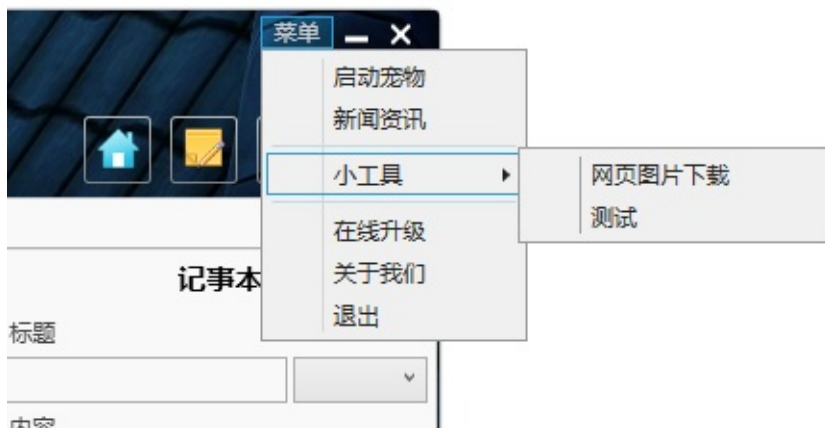 菜单
启动宠物
新闻资讯
小工具
网页图片下载
测试
在线升级
关于我们
退出
记事本
标题
内容